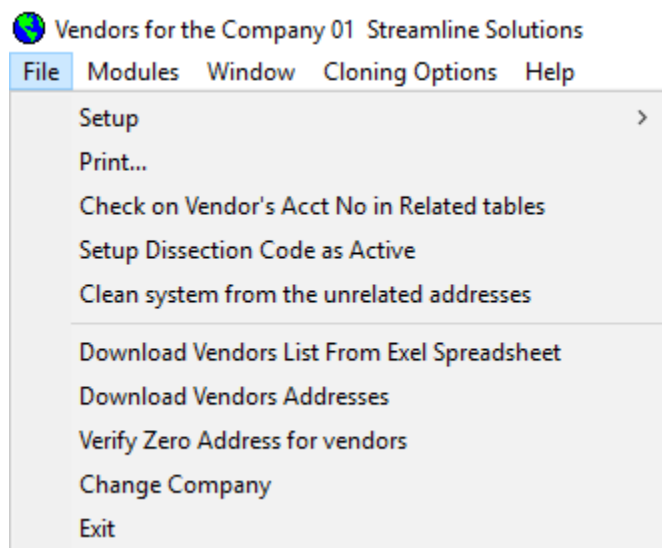 Vendors for the Company 01 Streamline Solutions
File Modules Window Cloning Options Help
Setup
Print...
Check on Vendor's Acct No in Related tables
Setup Dissection Code as Active
Clean system from the unrelated addresses
Download Vendors List From Exel Spreadsheet
Download Vendors Addresses
Verify Zero Address for vendors
Change Company
Exit